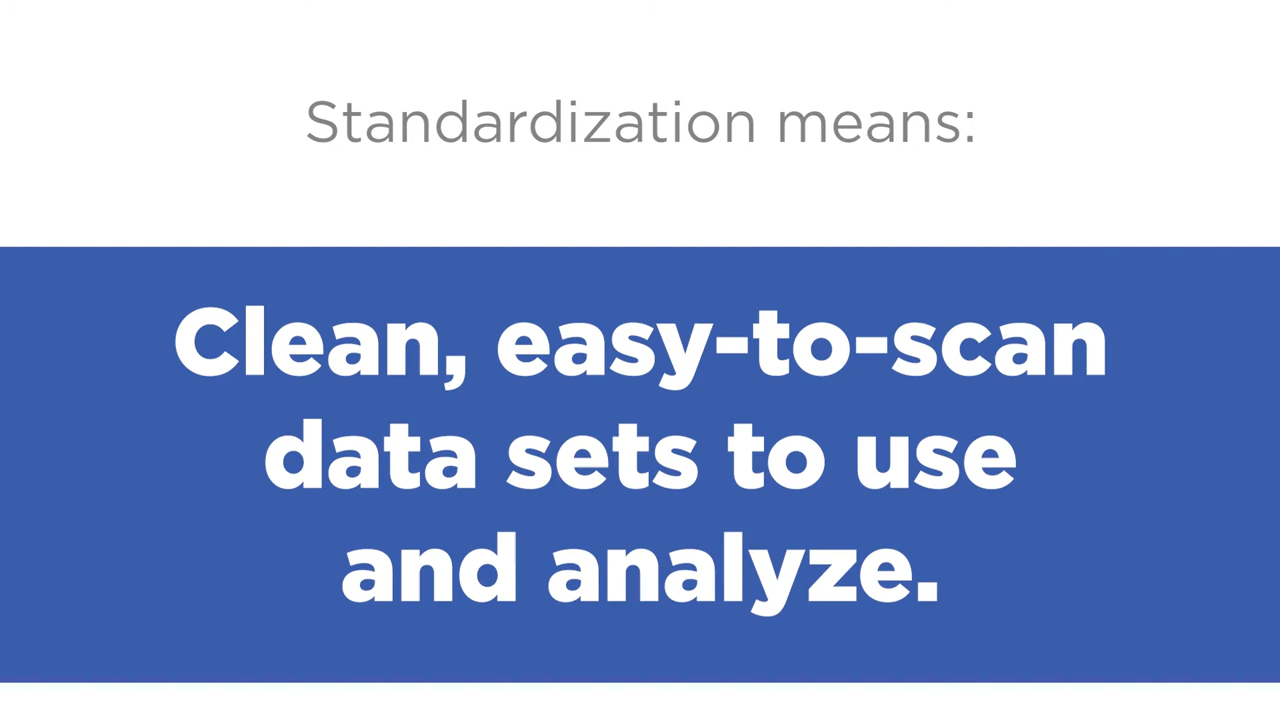 Standardization means:
Clean, easy-to-scan
data sets to use
and analyze.